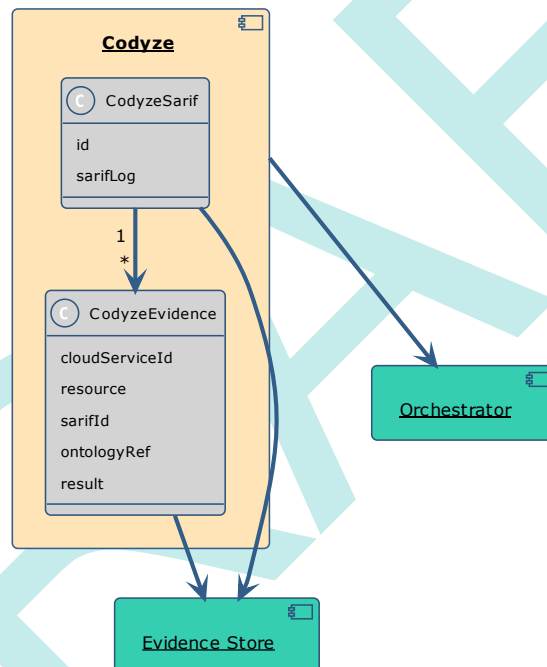 Codyze
C CodyzeSarif
id
sarifLog
1
*
C CodyzeEvidence
cloudServiceId
resource
sarifId
ontologyRef
result
Orchestrator
Evidence Store